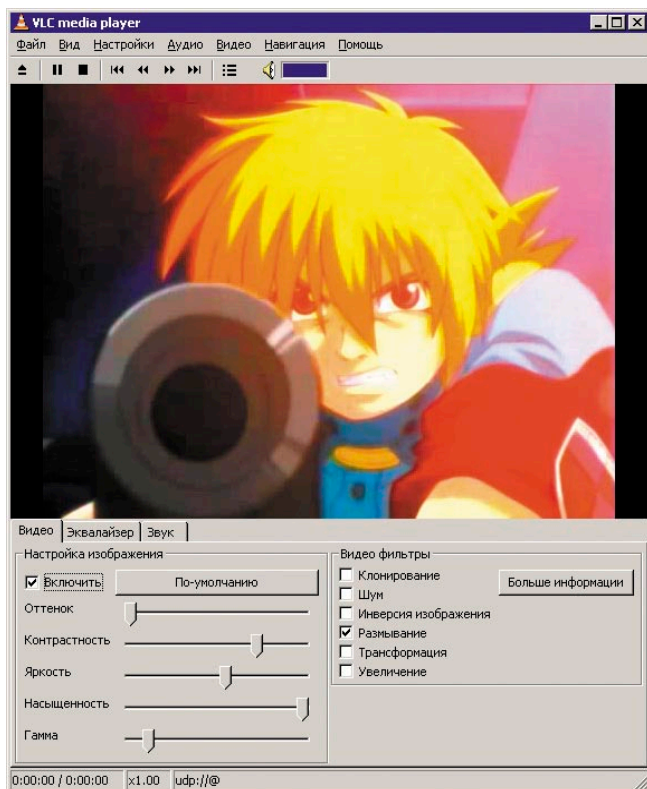 VLC media player
Файл Вид Настройки Аудио Видео Навигация Помощь
Видео Эквалайзер Звук
Настройка изображения
Включить По-умолчанию
Оттенок
Контрастность
Яркость
Насыщенность
Гамма
Видео фильтры
Клонирование Больше информации
Шум
Инверсия изображения
Размывание
Трансформация
Увеличение
0:00:00 / 0:00:00 x1.00 udp://@